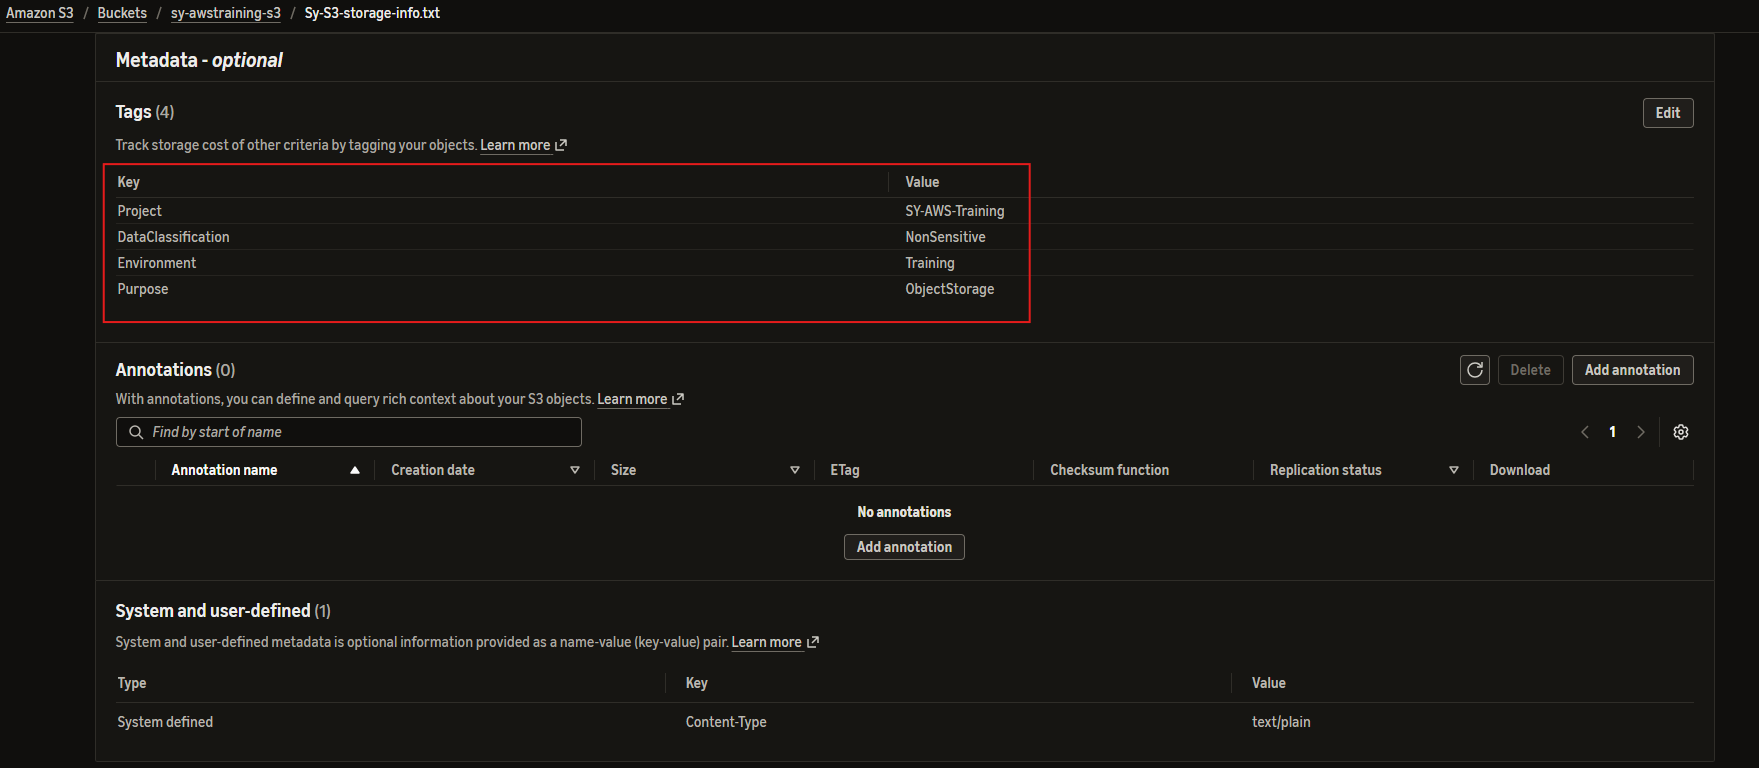 Amazon S3 / Buckets / sy-awstraining-s3 / Sy-S3-storage-info.txt
Metadata - optional
Tags (4)
Edit
Track storage cost of other criteria by tagging your objects. Learn more
Key Value
Project SY-AWS-Training
DataClassification NonSensitive
Environment Training
Purpose ObjectStorage
Annotations (0)
Delete Add annotation
With annotations, you can define and query rich context about your S3 objects. Learn more
Find by start of name
1
Annotation name Creation date Size ETag Checksum function Replication status Download
No annotations
Add annotation
System and user-defined (1)
System and user-defined metadata is optional information provided as a name-value (key-value) pair. Learn more
Type Key Value
System defined Content-Type text/plain